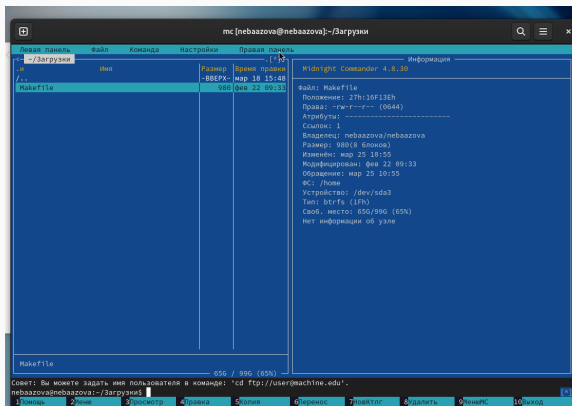 mc [nebaazova@nebaazova]:~/Загрузки
Левая панель Файл Команда Настройки Правая панель
<- ~/Загрузки .[^]>
.и Имя Размер Время правки
/.. -ВВЕРХ- мар 18 15:48
Makefile 980 фев 22 09:33
Makefile
65G / 99G (65%)
Информация
Midnight Commander 4.8.30
Файл: Makefile
Положение: 27h:16F13Eh
Права: -rw-r--r-- (0644)
Атрибуты: ----------------------
Ссылок: 1
Владелец: nebaazova/nebaazova
Размер: 980(8 блоков)
Изменён: мар 25 10:55
Модифицирован: фев 22 09:33
Обращение: мар 25 10:55
ФС: /home
Устройство: /dev/sda3
Тип: btrfs (1Fh)
Своб. место: 65G/99G (65%)
Нет информации об узле
Совет: Вы можете задать имя пользователя в команде: 'cd ftp://user@machine.edu'.
nebaazova@nebaazova:~/Загрузки$ [^]
1Помощь 2Меню 3Просмотр 4Правка 5Копия 6Перенос 7НовКтлг 8Удалить 9МенюMC 10Выход